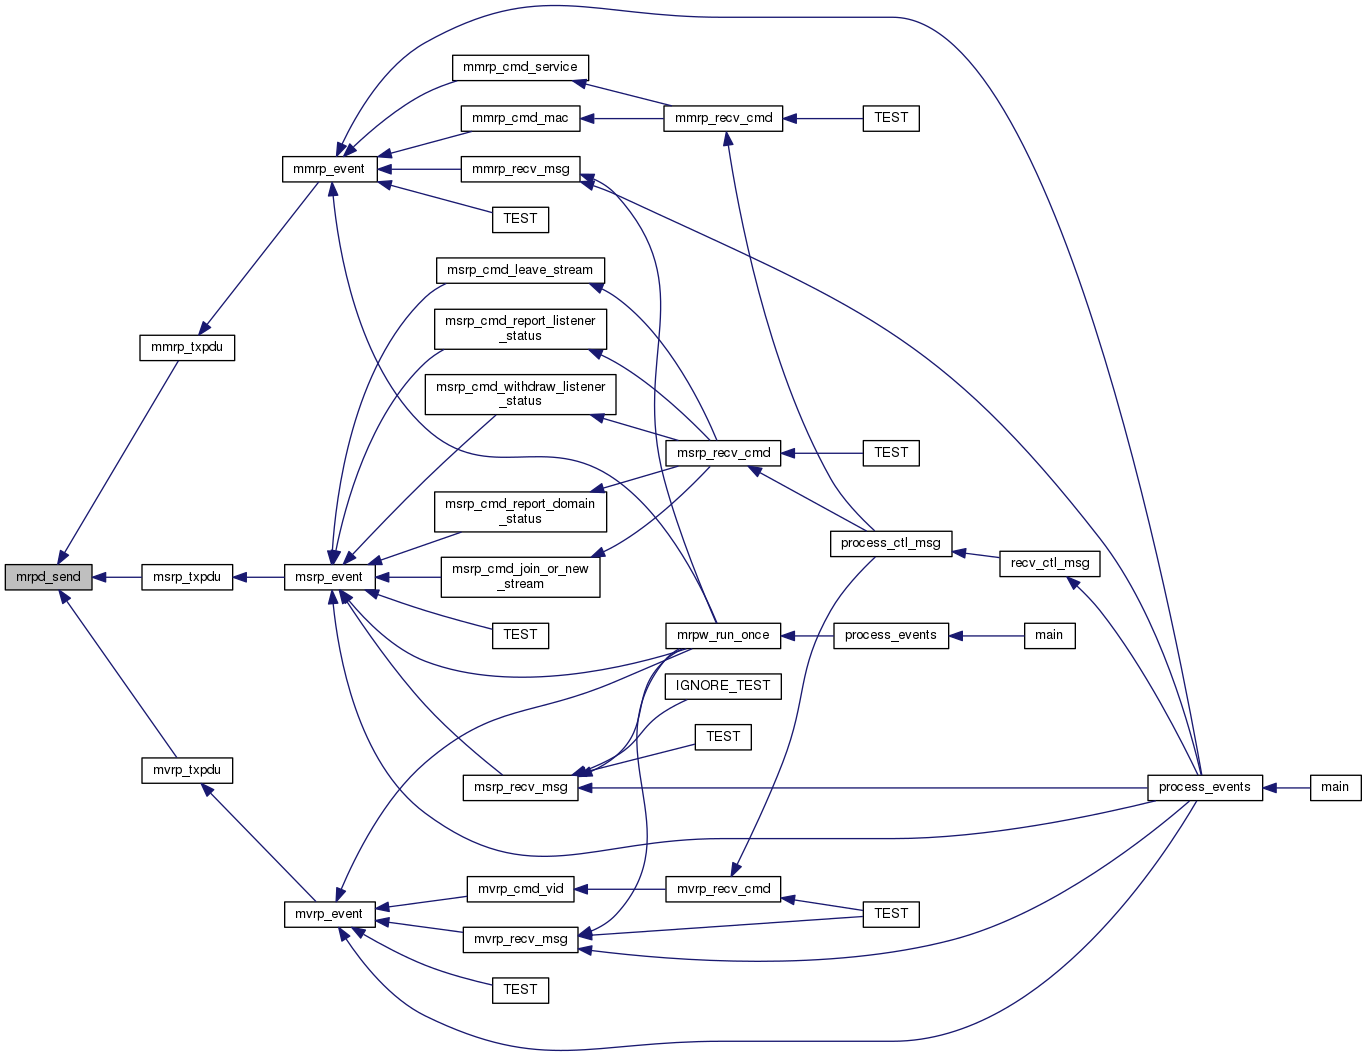 mmrp_cmd_service
mmrp_cmd_mac
mmrp_recv_cmd
TEST
mmrp_event
mmrp_recv_msg
TEST
msrp_cmd_leave_stream
msrp_cmd_report_listener
_status
mmrp_txpdu
msrp_cmd_withdraw_listener
_status
msrp_recv_cmd
TEST
msrp_cmd_report_domain
_status
process_ctl_msg
recv_ctl_msg
mrpd_send
msrp_txpdu
msrp_event
msrp_cmd_join_or_new
_stream
TEST
mrpw_run_once
process_events
main
IGNORE_TEST
TEST
mvrp_txpdu
msrp_recv_msg
process_events
main
mvrp_cmd_vid
mvrp_recv_cmd
mvrp_event
TEST
mvrp_recv_msg
TEST